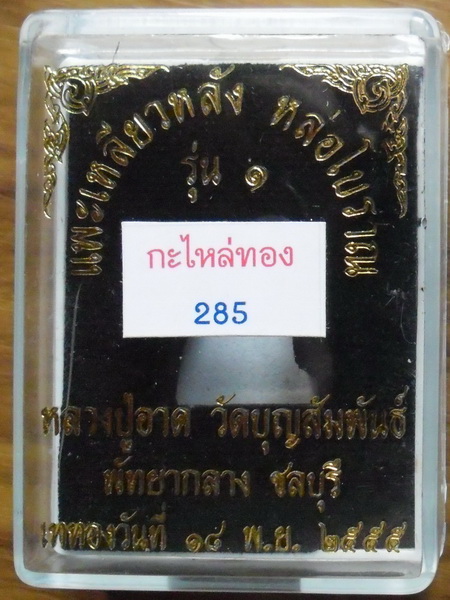 แพะเหลียวหลัง หล่อโบราณ
รุ่น ๑
กะไหล่ทอง
285
หลวงปู่ฮาด วัดบุญสัมพันธ์
พัทยากลาง ชลบุรี
เททองวันที่ ๑๘ พ.ย. ๒๕๕๕